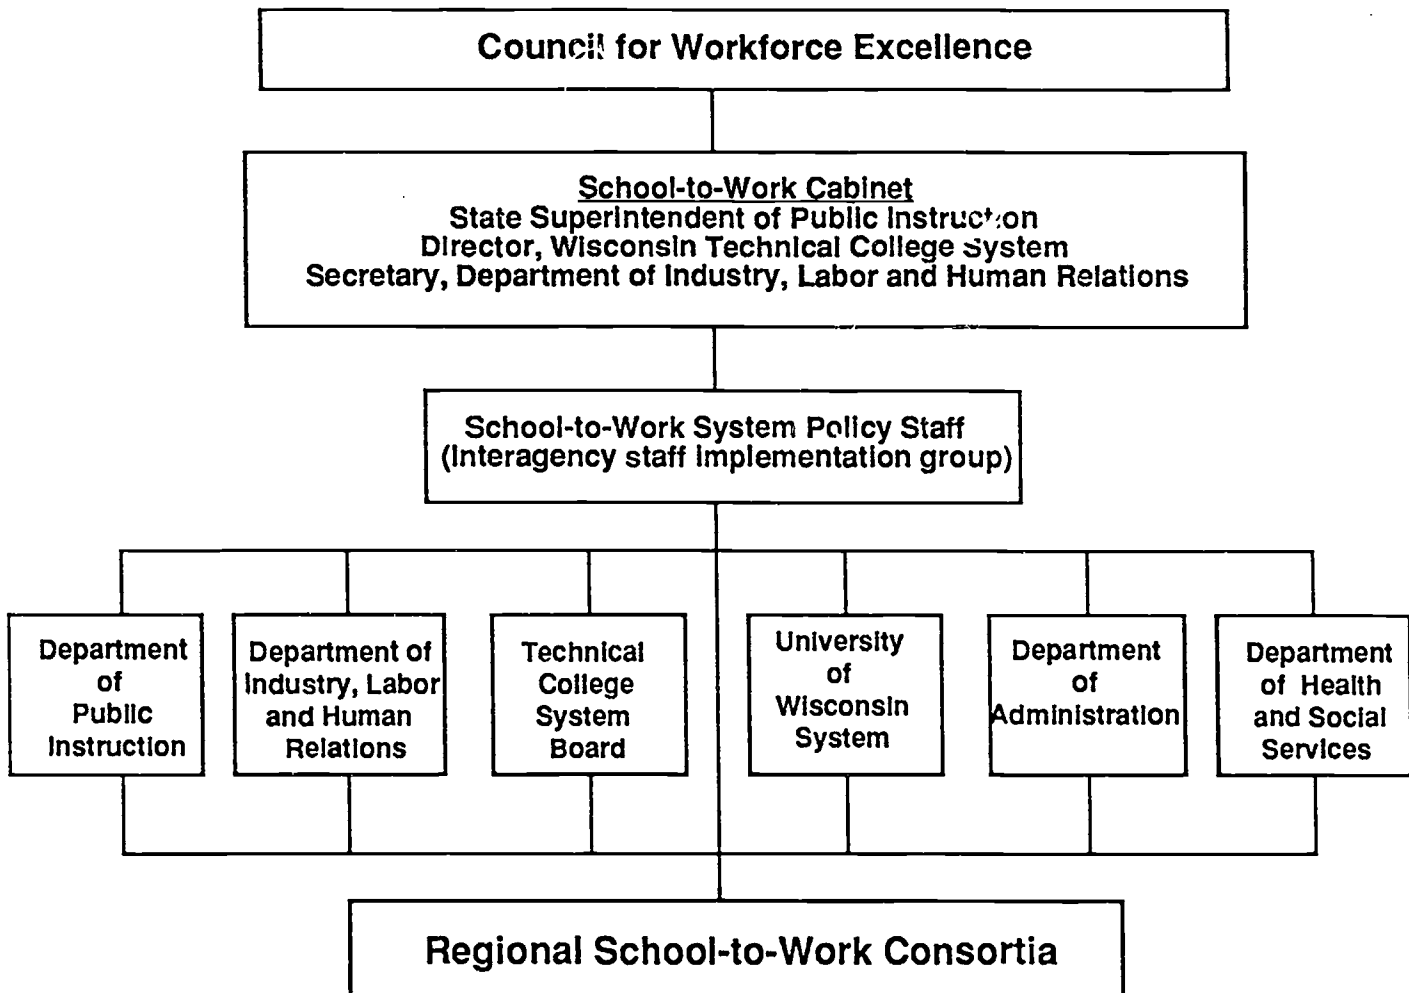 Council for Workforce Excellence
School-to-Work Cabinet
State Superintendent of Public Instruction
Director, Wisconsin Technical College System
Secretary, Department of Industry, Labor and Human Relations
School-to-Work System Policy Staff
(Interagency staff implementation group)
Department
of
Public
Instruction
Department of
Industry, Labor
and Human
Relations
Technical
College
System
Board
University
of
Wisconsin
System
Department
of
Administration
Department
of Health
and Social
Services
Regional School-to-Work Consortia